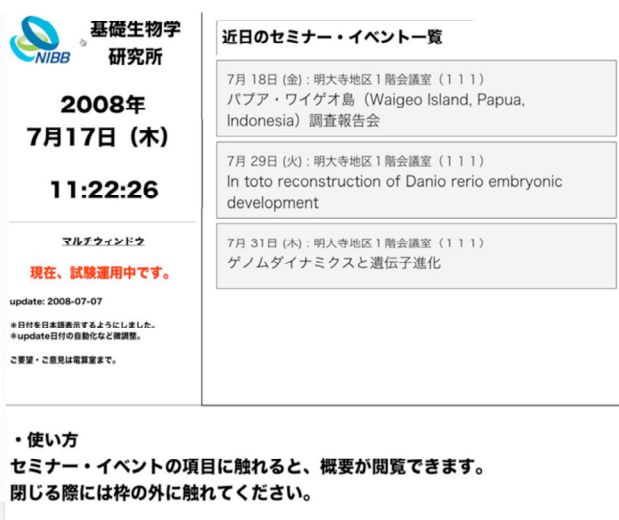 NIBB
基礎生物学
研究所
2008年
7月17日（木）
11:22:26
マルチウィンドウ
現在、試験運用中です。
update: 2008-07-07
＊日付を日本語表示するようにしました。
＊update日付の自動化など微調整。
ご要望・ご意見は電算室まで。
近日のセミナー・イベント一覧
7月 18日 (金) : 明大寺地区１階会議室（１１１）
パプア・ワイゲオ島（Waigeo Island, Papua,
Indonesia）調査報告会
7月 29日 (火) : 明大寺地区１階会議室（１１１）
In toto reconstruction of Danio rerio embryonic
development
7月 31日 (木) : 明大寺地区１階会議室（１１１）
ゲノムダイナミクスと遺伝子進化
・使い方
セミナー・イベントの項目に触れると、概要が閲覧できます。
閉じる際には枠の外に触れてください。